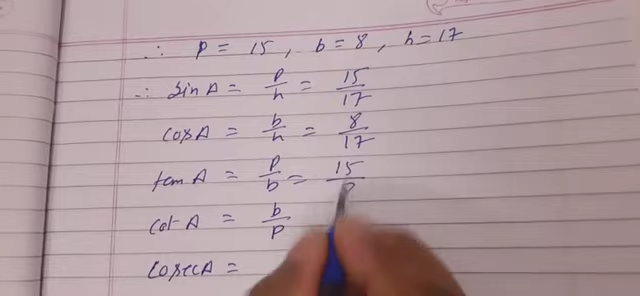 ∴ p = 15 , b = 8 , h = 17
∴ sin A = p/h = 15/17
cos A = b/h = 8/17
tan A = p/b = 15/
cot A = b/p
cosec A =